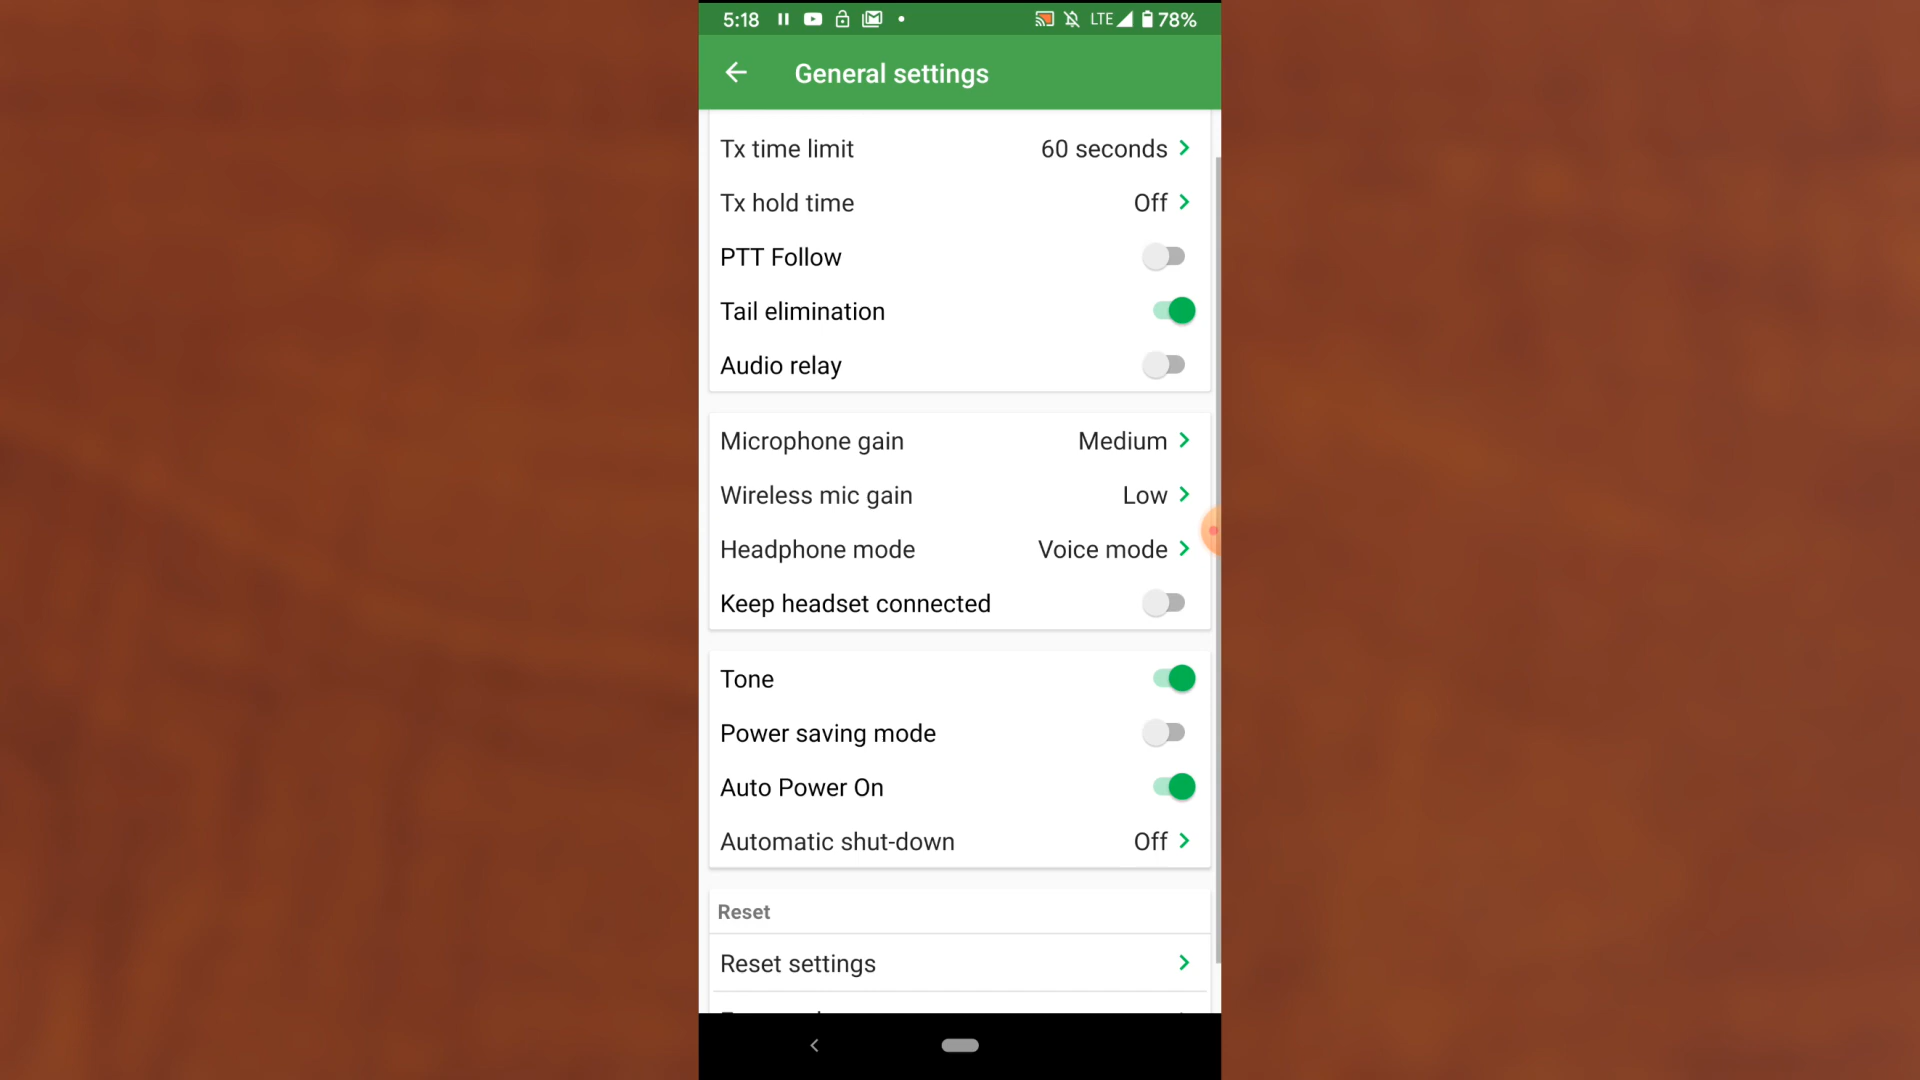 5:18 LTE 78%
General settings
Tx time limit 60 seconds
Tx hold time Off
PTT Follow
Tail elimination
Audio relay
Microphone gain Medium
Wireless mic gain Low
Headphone mode Voice mode
Keep headset connected
Tone
Power saving mode
Auto Power On
Automatic shut-down Off
Reset
Reset settings